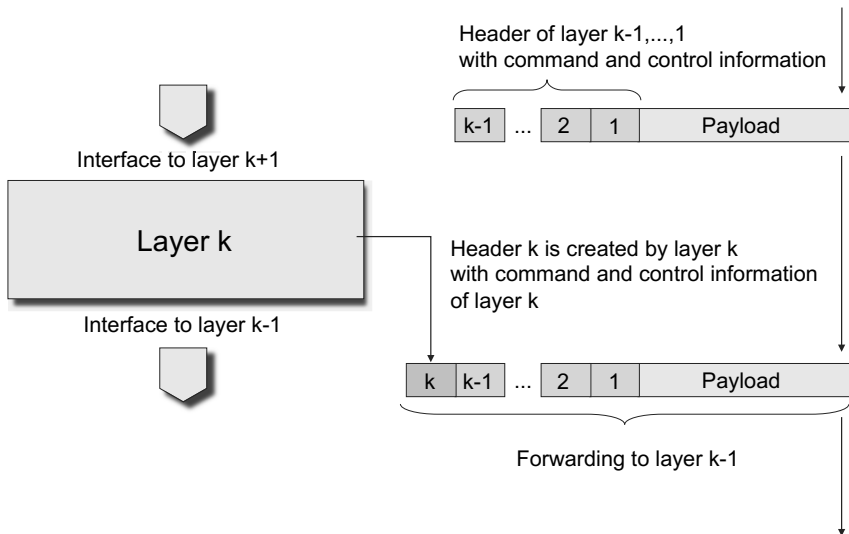 Header of layer k-1,...,1
with command and control information
k-1 ... 2 1 Payload
Interface to layer k+1
Layer k
Header k is created by layer k
with command and control information
of layer k
Interface to layer k-1
k k-1 ... 2 1 Payload
Forwarding to layer k-1